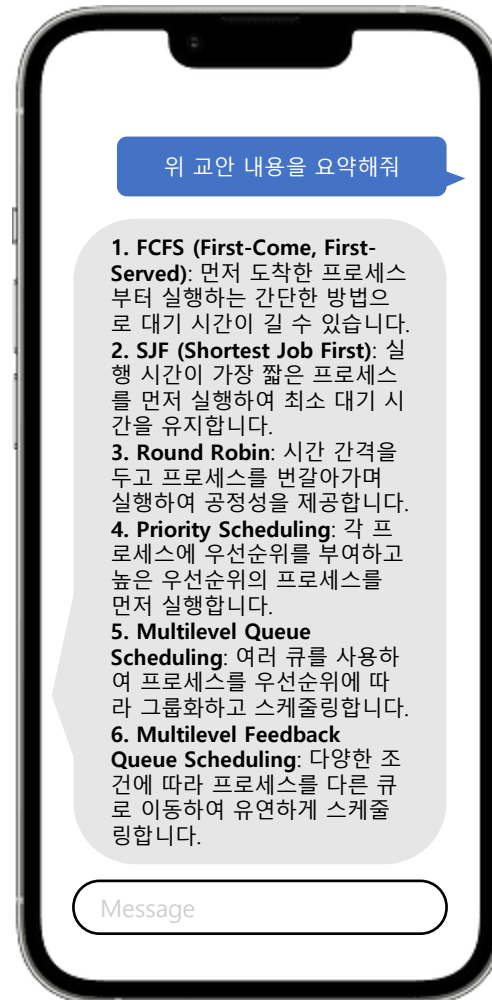 위 교안 내용을 요약해줘
1. FCFS (First-Come, First-
Served): 먼저 도착한 프로세스
부터 실행하는 간단한 방법으
로 대기 시간이 길 수 있습니다.
2. SJF (Shortest Job First): 실
행 시간이 가장 짧은 프로세스
를 먼저 실행하여 최소 대기 시
간을 유지합니다.
3. Round Robin: 시간 간격을
두고 프로세스를 번갈아가며
실행하여 공정성을 제공합니다.
4. Priority Scheduling: 각 프
로세스에 우선순위를 부여하고
높은 우선순위의 프로세스를
먼저 실행합니다.
5. Multilevel Queue
Scheduling: 여러 큐를 사용하
여 프로세스를 우선순위에 따
라 그룹화하고 스케줄링합니다.
6. Multilevel Feedback
Queue Scheduling: 다양한 조
건에 따라 프로세스를 다른 큐
로 이동하여 유연하게 스케줄
링합니다.
Message